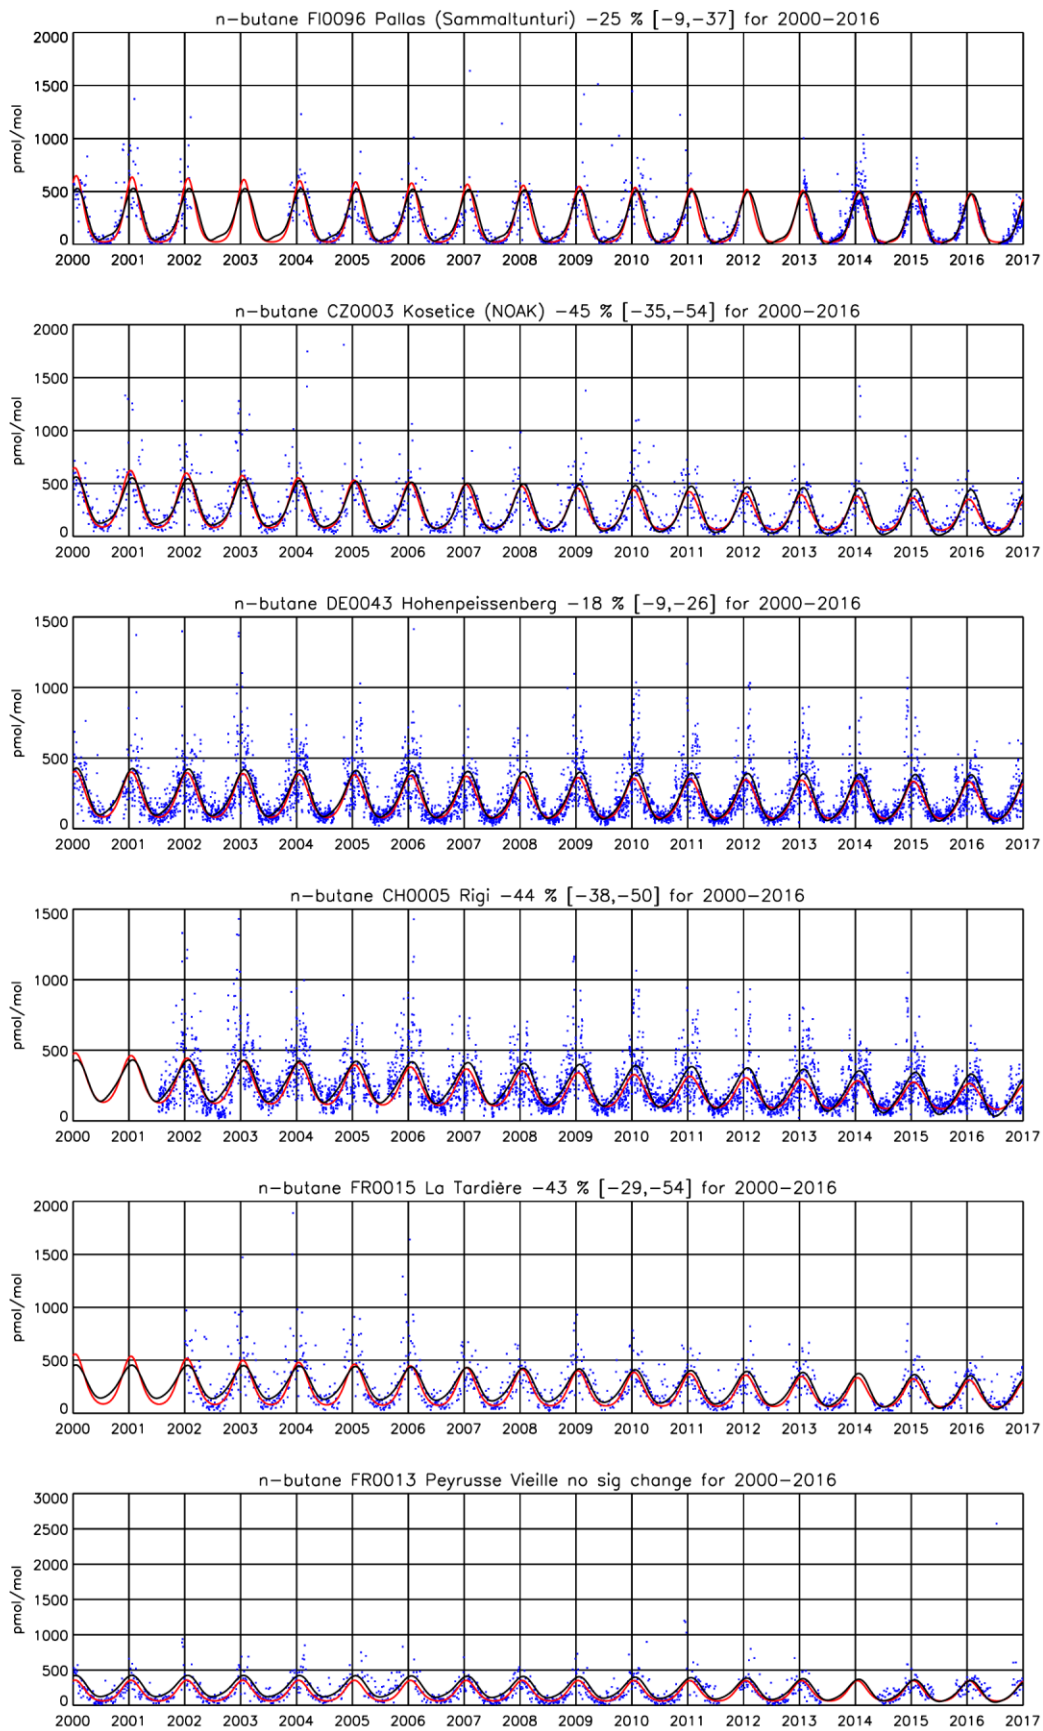 n-butane FI0096 Pallas (Sammaltunturi) -25 % [-9,-37] for 2000-2016
2000
1500
1000
500
0
pmol/mol
2000 2001 2002 2003 2004 2005 2006 2007 2008 2009 2010 2011 2012 2013 2014 2015 2016 2017
n-butane CZ0003 Kosetice (NOAK) -45 % [-35,-54] for 2000-2016
2000
1500
1000
500
0
pmol/mol
2000 2001 2002 2003 2004 2005 2006 2007 2008 2009 2010 2011 2012 2013 2014 2015 2016 2017
n-butane DE0043 Hohenpeissenberg -18 % [-9,-26] for 2000-2016
1500
1000
500
0
pmol/mol
2000 2001 2002 2003 2004 2005 2006 2007 2008 2009 2010 2011 2012 2013 2014 2015 2016 2017
n-butane CH0005 Rigi -44 % [-38,-50] for 2000-2016
1500
1000
500
0
pmol/mol
2000 2001 2002 2003 2004 2005 2006 2007 2008 2009 2010 2011 2012 2013 2014 2015 2016 2017
n-butane FR0015 La Tardière -43 % [-29,-54] for 2000-2016
2000
1500
1000
500
0
pmol/mol
2000 2001 2002 2003 2004 2005 2006 2007 2008 2009 2010 2011 2012 2013 2014 2015 2016 2017
n-butane FR0013 Peyrusse Vieille no sig change for 2000-2016
3000
2500
2000
1500
1000
500
0
pmol/mol
2000 2001 2002 2003 2004 2005 2006 2007 2008 2009 2010 2011 2012 2013 2014 2015 2016 2017